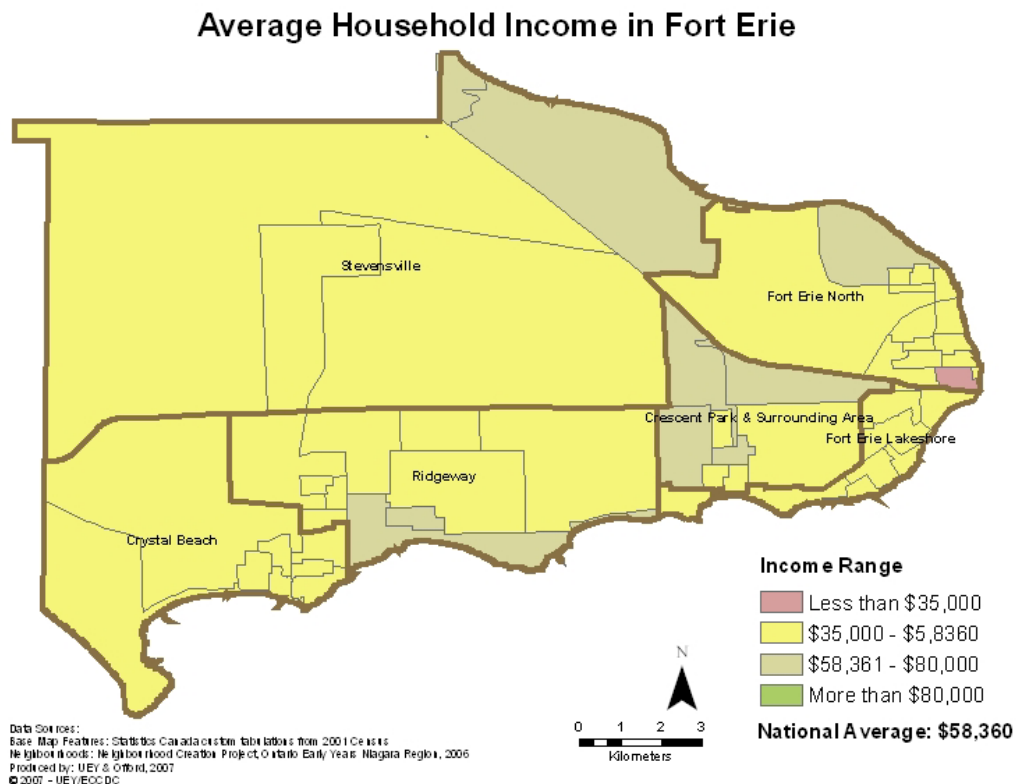 Average Household Income in Fort Erie
Stevensville
Fort Erie North
Crescent Park & Surrounding Area
Fort Erie Lakeshore
Ridgeway
Crystal Beach
Income Range
Less than $35,000
$35,000 - $5,8360
$58,361 - $80,000
More than $80,000
National Average: $58,360
N
0 1 2 3
Kilometers
Data Sources:
Base Map Features: Statistics Canada custom tabulations from 2001 Census
Neighbourhoods: Neighbourhood Creation Project, Ontario Early Years Niagara Region, 2006
Produced by: UEY & Offord, 2007
© 2007 - UEY/ECCDC